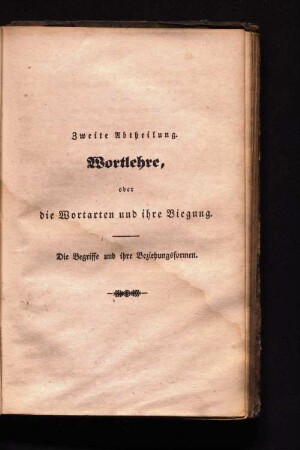 Zweite Abtheilung.
Wortlehre,
oder
die Wortarten und ihre Biegung.
Die Begriffe und ihre Beziehungsformen.